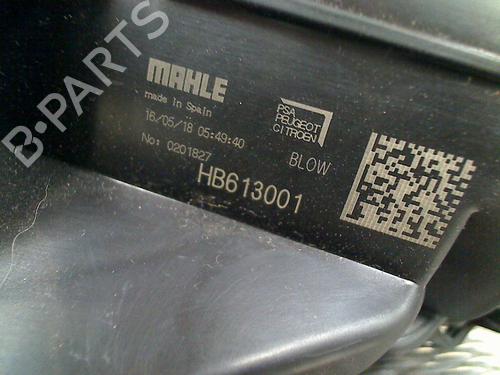 B-PARTS
MAHLE
made in Spain
16/05/18 05:49:40
No: 0201827
HB613001
PSA
PEUGEOT
CITROEN
BLOW